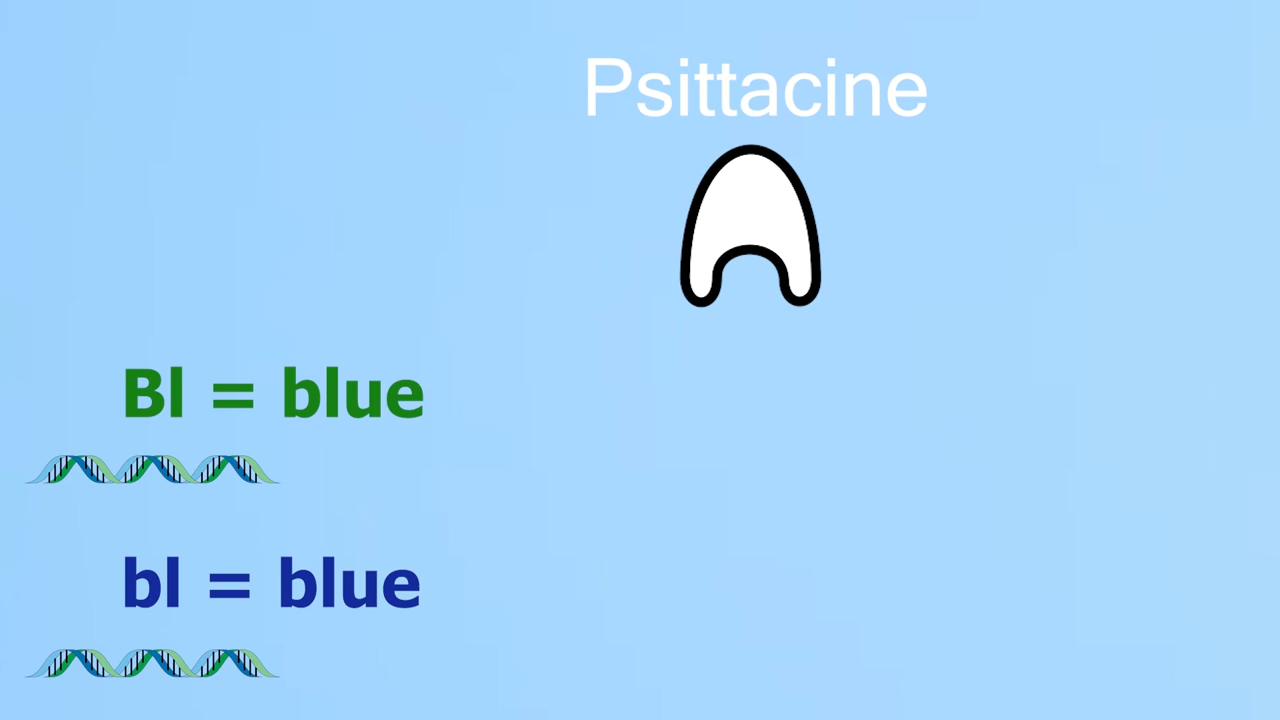 Psittacine
Bl = blue
bl = blue